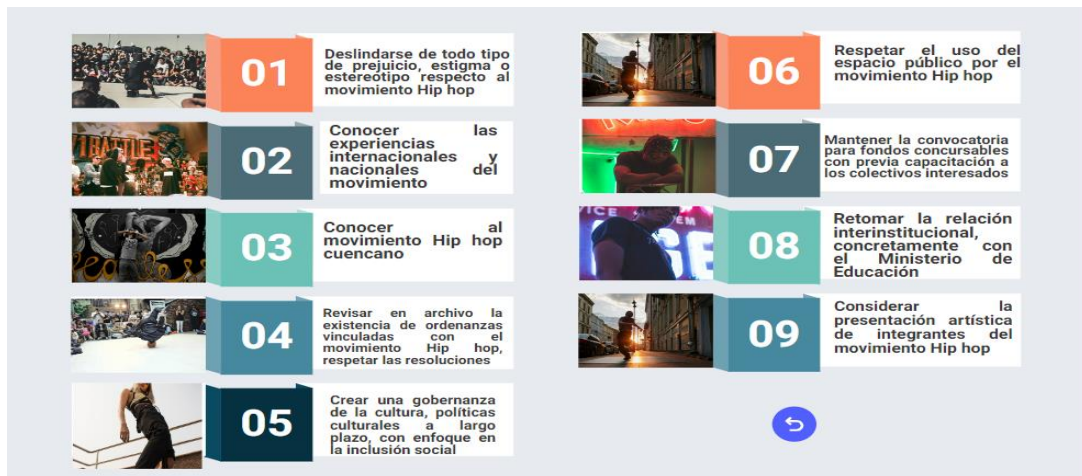 01
Deslindarse de todo tipo
de prejuicio, estigma o
estereotipo respecto al
movimiento Hip hop
02
Conocer las
experiencias
internacionales y
nacionales del
movimiento
03
Conocer al
movimiento Hip hop
cuencano
04
Revisar en archivo la
existencia de ordenanzas
vinculadas con el
movimiento Hip hop,
respetar las resoluciones
05
Crear una gobernanza
de la cultura, políticas
culturales a largo
plazo, con enfoque en
la inclusión social
06
Respetar el uso del
espacio público por el
movimiento Hip hop
07
Mantener la convocatoria
para fondos concursables
con previa capacitación a
los colectivos interesados
08
Retomar la relación
interinstitucional,
concretamente con
el Ministerio de
Educación
09
Considerar la
presentación artística
de integrantes del
movimiento Hip hop
BATTLE